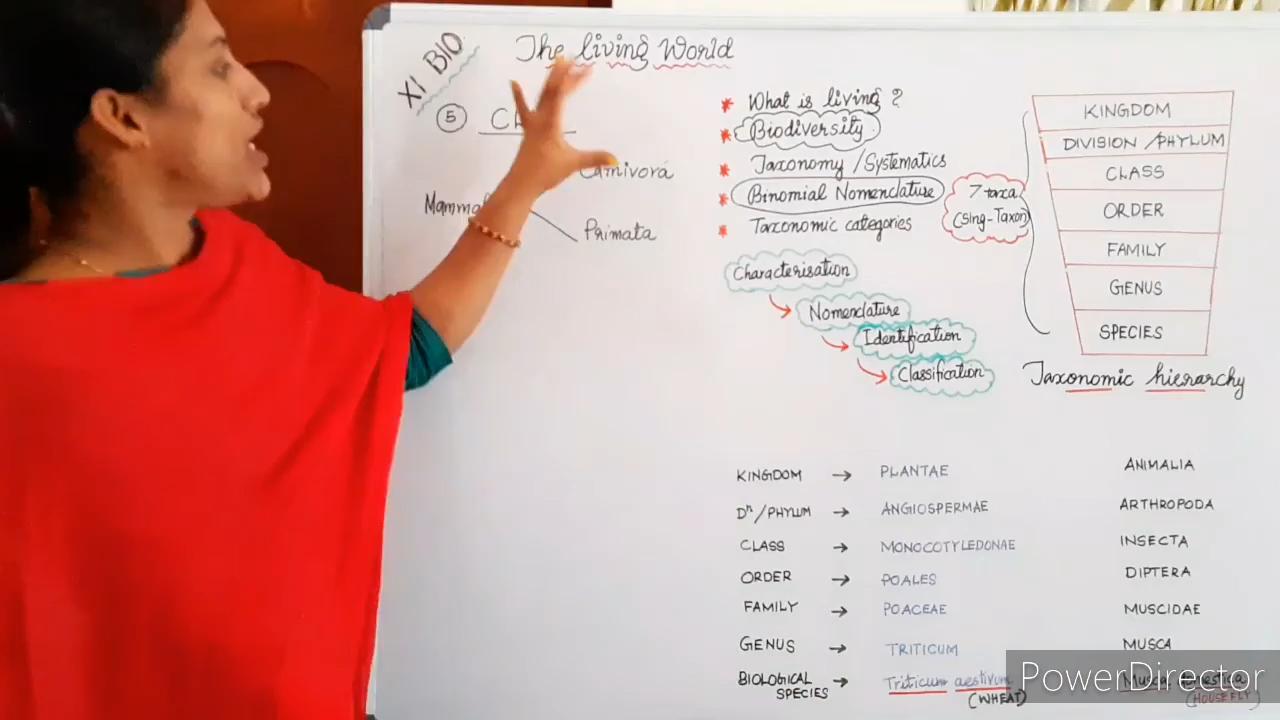 XI BIO
The living World
5
Carnivora
Primata
* What is living ?
* Biodiversity
* Taxonomy /Systematics
* Binomial Nomenclature
* Taxonomic categories
Characterisation
Nomenclature
Identification
Classification
7 taxa
(Sing-Taxon)
KINGDOM
DIVISION /PHYLUM
CLASS
ORDER
FAMILY
GENUS
SPECIES
Taxonomic hierarchy
KINGDOM → PLANTAE ANIMALIA
Dⁿ/PHYLUM → ANGIOSPERMAE ARTHROPODA
CLASS → MONOCOTYLEDONAE INSECTA
ORDER → POALES DIPTERA
FAMILY → POACEAE MUSCIDAE
GENUS → TRITICUM MUSCA
BIOLOGICAL SPECIES → Triticum aestivum
(WHEAT) (HOUSEFLY)
PowerDirector